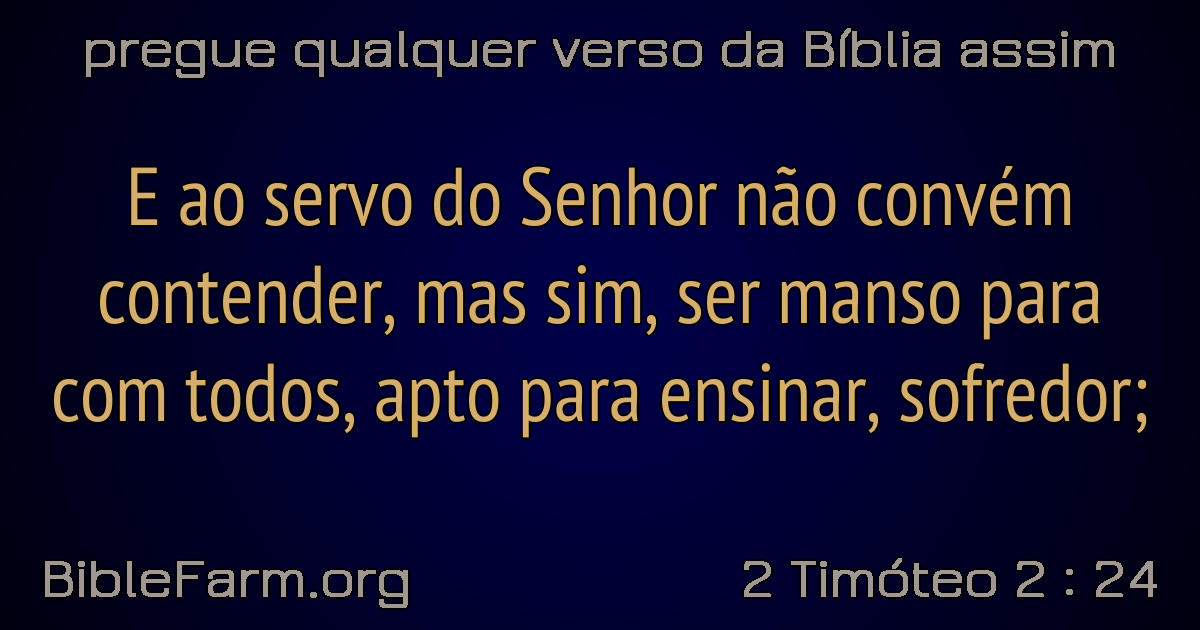 pregue qualquer verso da Bíblia assim
E ao servo do Senhor não convém
contender, mas sim, ser manso para
com todos, apto para ensinar, sofredor;
BibleFarm.org
2 Timóteo 2 : 24